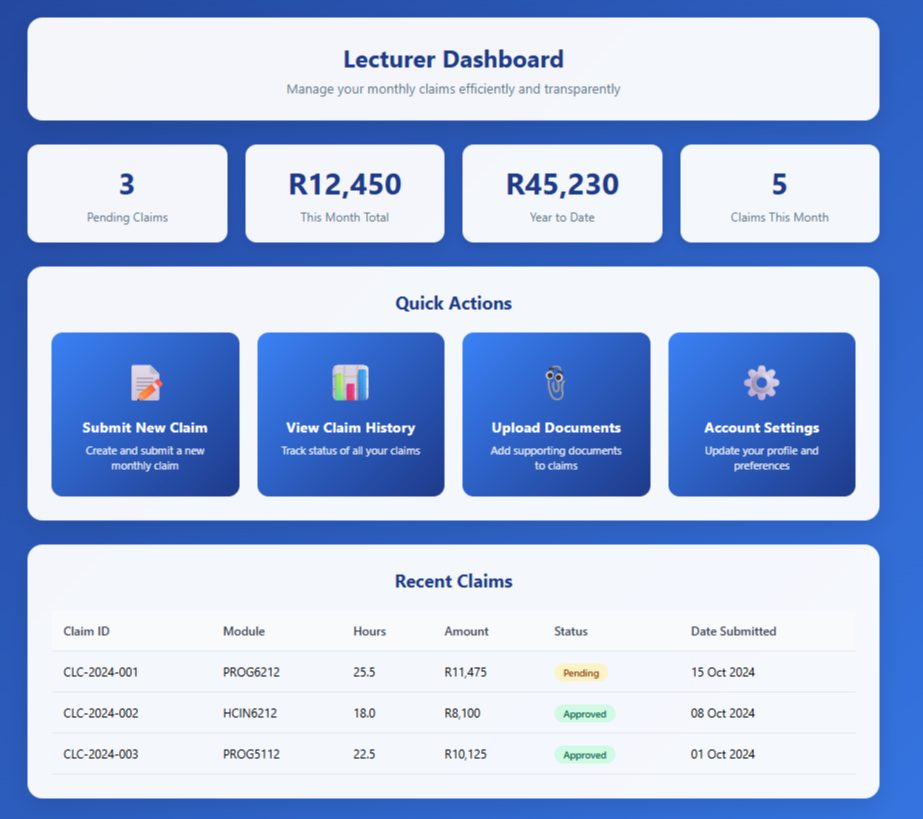 Lecturer Dashboard
Manage your monthly claims efficiently and transparently
3
Pending Claims
R12,450
This Month Total
R45,230
Year to Date
5
Claims This Month
Quick Actions
Submit New Claim
Create and submit a new
monthly claim
View Claim History
Track status of all your claims
Upload Documents
Add supporting documents
to claims
Account Settings
Update your profile and
preferences
Recent Claims
Claim ID Module Hours Amount Status Date Submitted
CLC-2024-001 PROG6212 25.5 R11,475 Pending 15 Oct 2024
CLC-2024-002 HCIN6212 18.0 R8,100 Approved 08 Oct 2024
CLC-2024-003 PROG5112 22.5 R10,125 Approved 01 Oct 2024